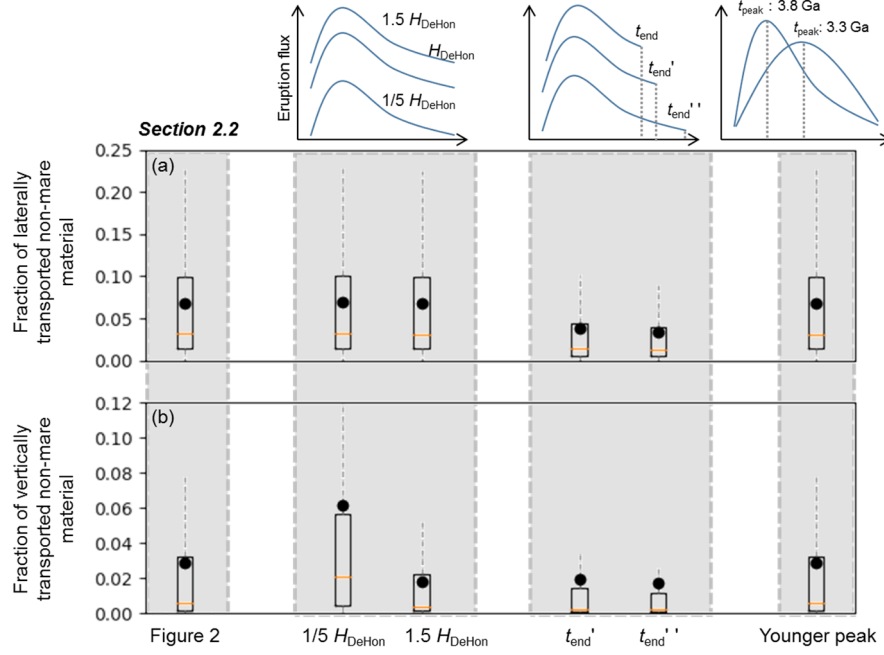 Eruption flux
1.5 HDeHon
HDeHon
1/5 HDeHon
tend
tend'
tend''
tpeak : 3.8 Ga
tpeak: 3.3 Ga
Section 2.2
(a)
Fraction of laterally
transported non-mare
material
0.25
0.20
0.15
0.10
0.05
0.00
(b)
Fraction of vertically
transported non-mare
material
0.12
0.10
0.08
0.06
0.04
0.02
0.00
Figure 2
1/5 HDeHon
1.5 HDeHon
tend'
tend''
Younger peak